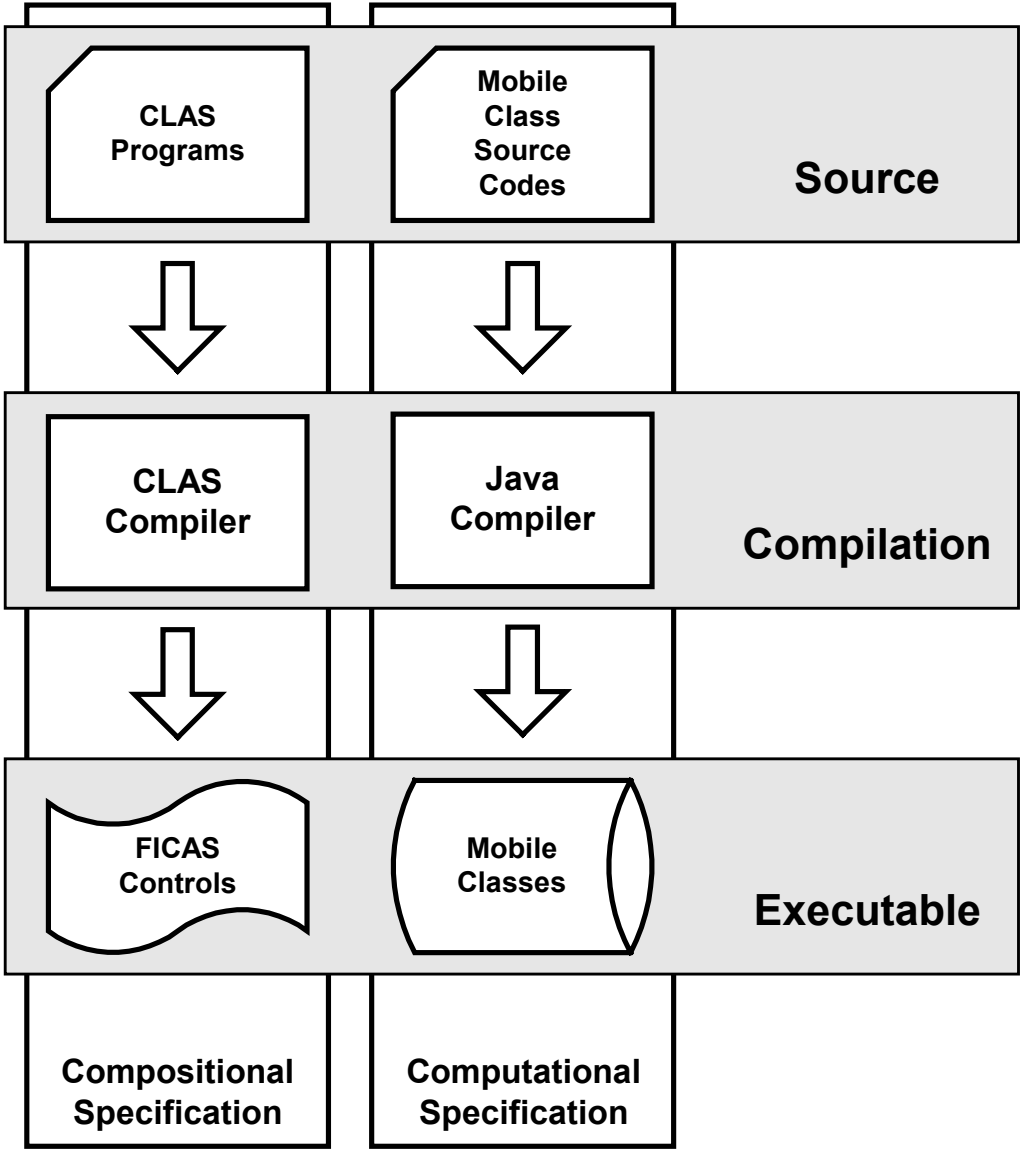 CLAS
Programs
Mobile
Class
Source
Codes
Source
CLAS
Compiler
Java
Compiler
Compilation
FICAS
Controls
Mobile
Classes
Executable
Compositional
Specification
Computational
Specification